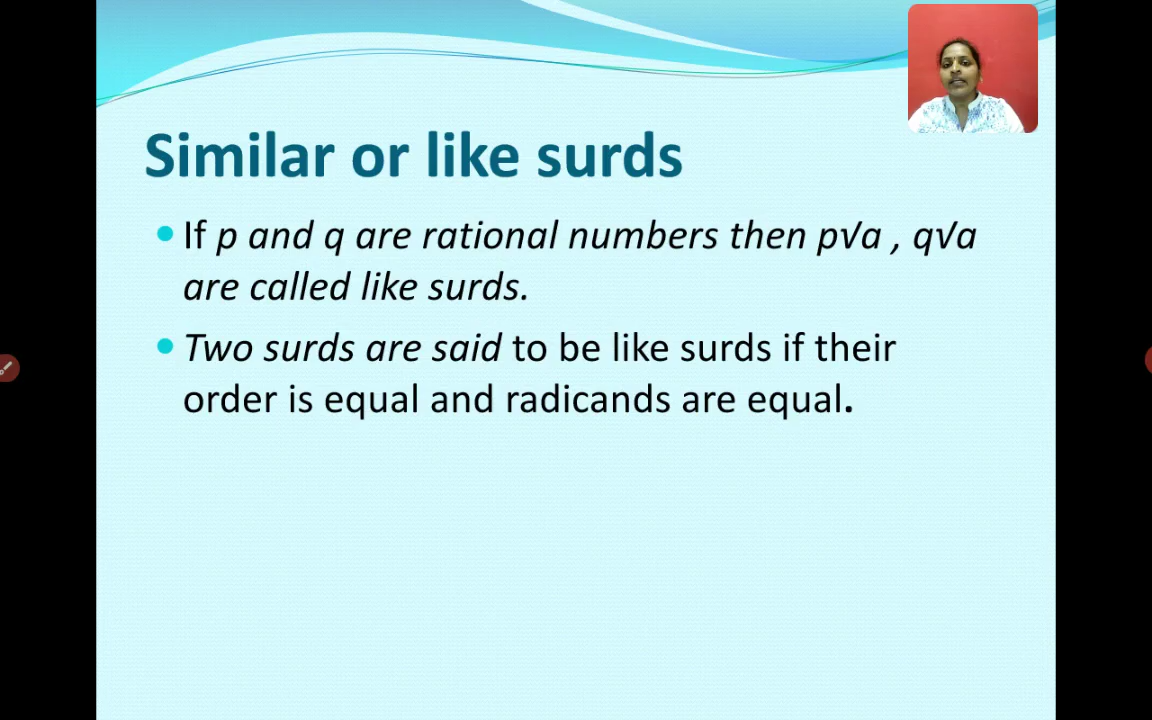 Similar or like surds
If p and q are rational numbers then p√a , q√a
are called like surds.
Two surds are said to be like surds if their
order is equal and radicands are equal.